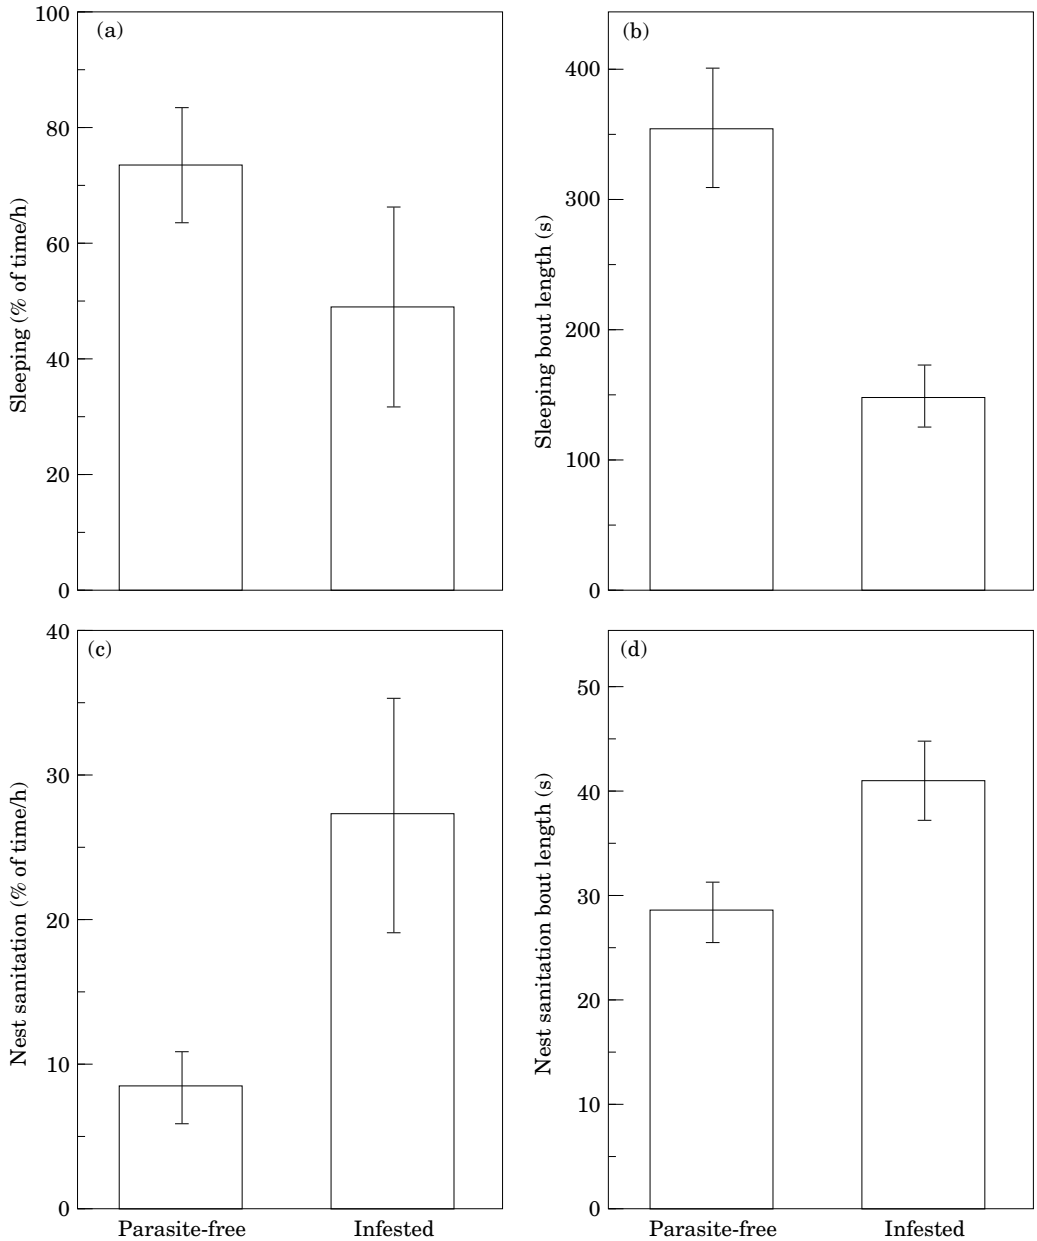 (a)
Sleeping (% of time/h)
100
80
60
40
20
0
(b)
Sleeping bout length (s)
400
300
200
100
0
(c)
Nest sanitation (% of time/h)
40
30
20
10
0
Parasite-free Infested
(d)
Nest sanitation bout length (s)
50
40
30
20
10
0
Parasite-free Infested